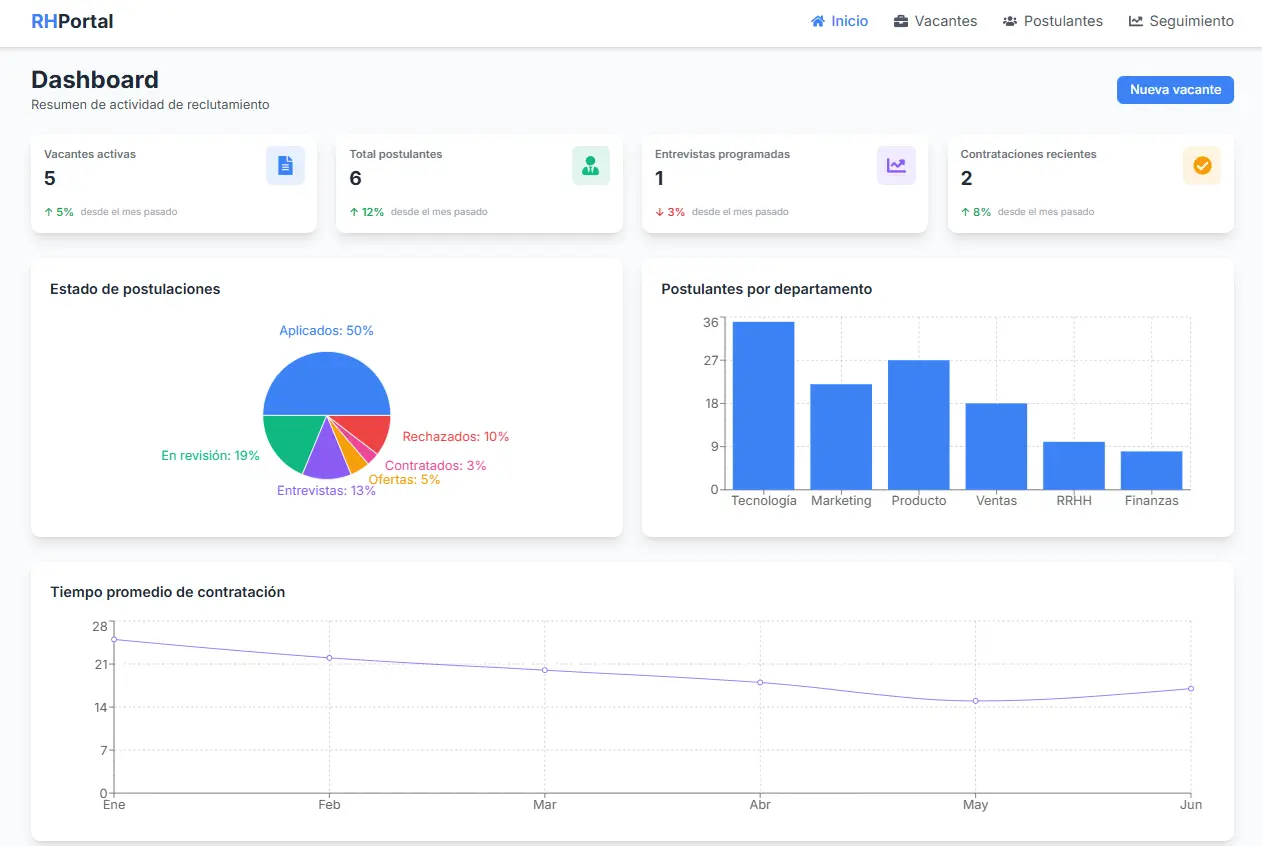 RHPortal
Inicio
Vacantes
Postulantes
Seguimiento
Dashboard
Resumen de actividad de reclutamiento
Nueva vacante
Vacantes activas
5
↑ 5% desde el mes pasado
Total postulantes
6
↑ 12% desde el mes pasado
Entrevistas programadas
1
↓ 3% desde el mes pasado
Contrataciones recientes
2
↑ 8% desde el mes pasado
Estado de postulaciones
Aplicados: 50%
Rechazados: 10%
En revisión: 19%
Contratados: 3%
Ofertas: 5%
Entrevistas: 13%
Postulantes por departamento
36
27
18
9
0
Tecnología Marketing Producto Ventas RRHH Finanzas
Tiempo promedio de contratación
28
21
14
7
0
Ene Feb Mar Abr May Jun